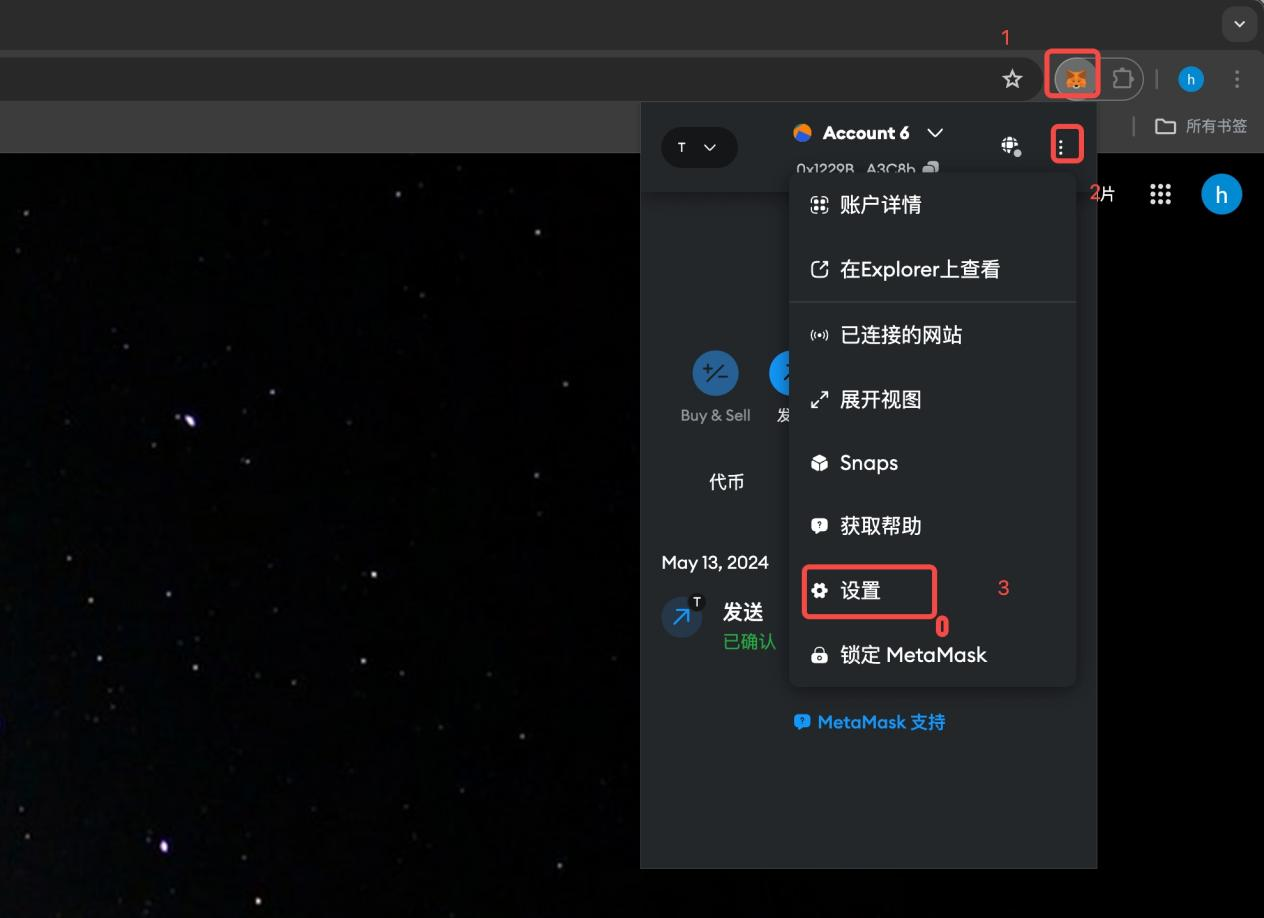 1
h
所有书签
T
Account 6
0x1229B A3C8b
2片
h
账户详情
在Explorer上查看
已连接的网站
展开视图
Buy & Sell
发
Snaps
代币
获取帮助
May 13, 2024
设置
3
T
发送
已确认
锁定 MetaMask
MetaMask 支持